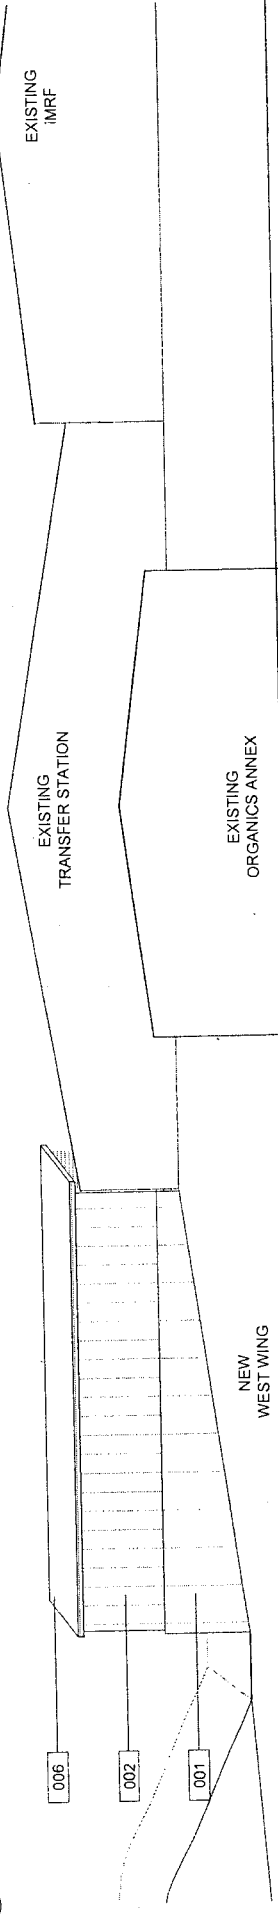 006
002
001
NEW
WEST WING
EXISTING
TRANSFER STATION
EXISTING
ORGANICS ANNEX
EXISTING
iMRF